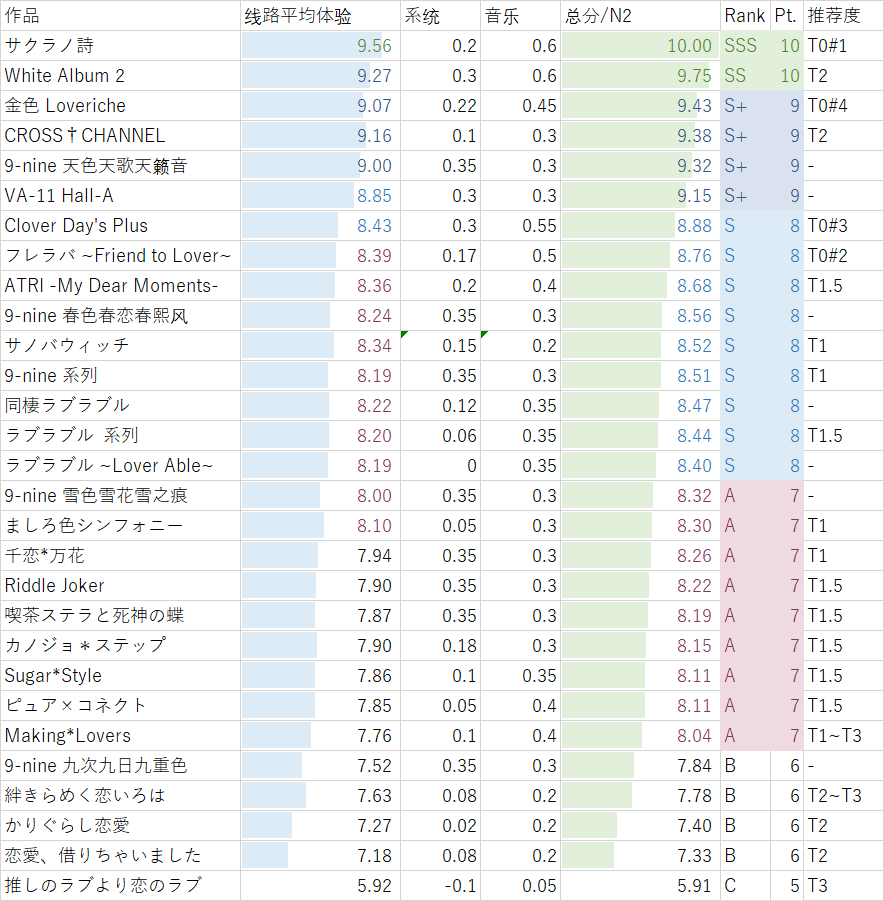 作品 线路平均体验 系统 音乐 总分/N2 Rank Pt. 推荐度
サクラノ詩 9.56 0.2 0.6 10.00 SSS 10 T0#1
White Album 2 9.27 0.3 0.6 9.75 SS 10 T2
金色 Loveriche 9.07 0.22 0.45 9.43 S+ 9 T0#4
CROSS†CHANNEL 9.16 0.1 0.3 9.38 S+ 9 T2
9-nine 天色天歌天籁音 9.00 0.35 0.3 9.32 S+ 9 -
VA-11 Hall-A 8.85 0.3 0.3 9.15 S+ 9 -
Clover Day's Plus 8.43 0.3 0.55 8.88 S 8 T0#3
フレラバ ~Friend to Lover~ 8.39 0.17 0.5 8.76 S 8 T0#2
ATRI -My Dear Moments- 8.36 0.2 0.4 8.68 S 8 T1.5
9-nine 春色春恋春熙风 8.24 0.35 0.3 8.56 S 8 -
サノバウィッチ 8.34 0.15 0.2 8.52 S 8 T1
9-nine 系列 8.19 0.35 0.3 8.51 S 8 T1
同棲ラブラブル 8.22 0.12 0.35 8.47 S 8 -
ラブラブル 系列 8.20 0.06 0.35 8.44 S 8 T1.5
ラブラブル ~Lover Able~ 8.19 0 0.35 8.40 S 8 -
9-nine 雪色雪花雪之痕 8.00 0.35 0.3 8.32 A 7 -
ましろ色シンフォニー 8.10 0.05 0.3 8.30 A 7 T1
千恋*万花 7.94 0.35 0.3 8.26 A 7 T1
Riddle Joker 7.90 0.35 0.3 8.22 A 7 T1.5
喫茶ステラと死神の蝶 7.87 0.35 0.3 8.19 A 7 T1.5
カノジョ＊ステップ 7.90 0.18 0.3 8.15 A 7 T1.5
Sugar*Style 7.86 0.1 0.35 8.11 A 7 T1.5
ピュア×コネクト 7.85 0.05 0.4 8.11 A 7 T1.5
Making*Lovers 7.76 0.1 0.4 8.04 A 7 T1~T3
9-nine 九次九日九重色 7.52 0.35 0.3 7.84 B 6 -
絆きらめく恋いろは 7.63 0.08 0.2 7.78 B 6 T2~T3
かりぐらし恋愛 7.27 0.02 0.2 7.40 B 6 T2
恋愛、借りちゃいました 7.18 0.08 0.2 7.33 B 6 T2
推しのラブより恋のラブ 5.92 -0.1 0.05 5.91 C 5 T3